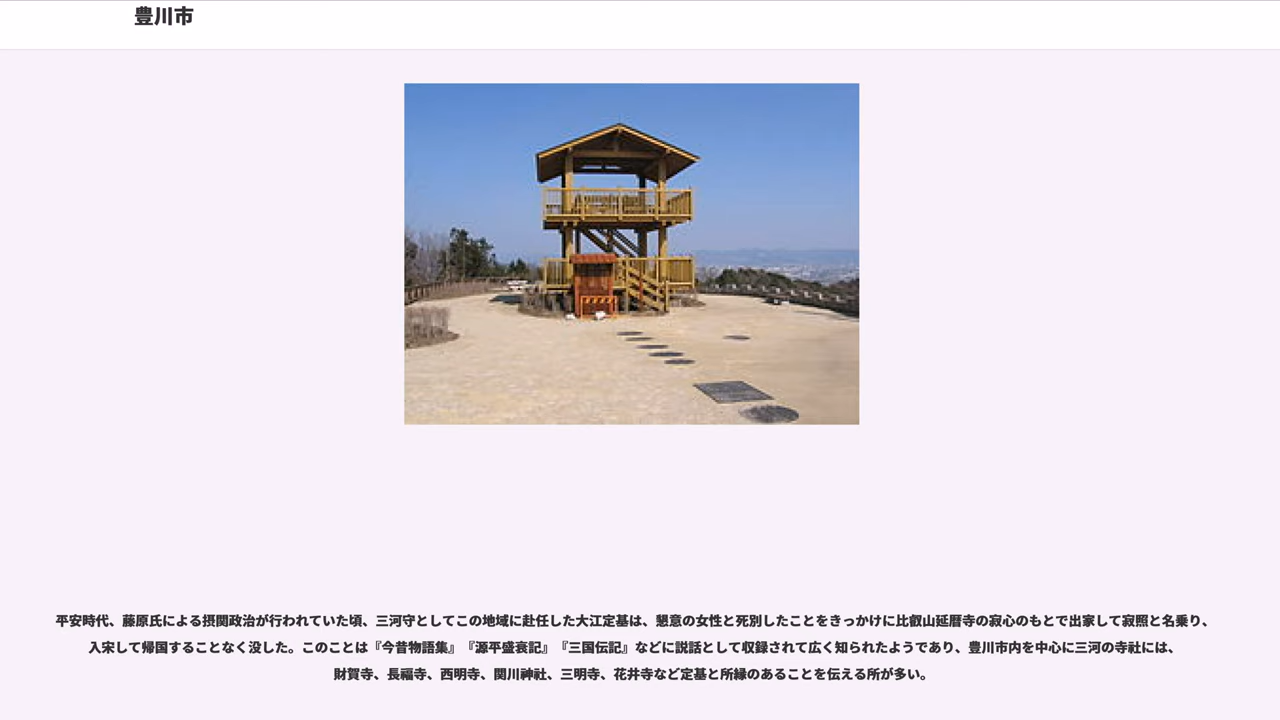 豊川市
平安時代、藤原氏による摂関政治が行われていた頃、三河守としてこの地域に赴任した大江定基は、懇意の女性と死別したことをきっかけに比叡山延暦寺の寂心のもとで出家して寂照と名乗り、
入宋して帰国することなく没した。このことは『今昔物語集』『源平盛衰記』『三国伝記』などに説話として収録されて広く知られたようであり、豊川市内を中心に三河の寺社には、
財賀寺、長福寺、西明寺、関川神社、三明寺、花井寺など定基と所縁のあることを伝える所が多い。